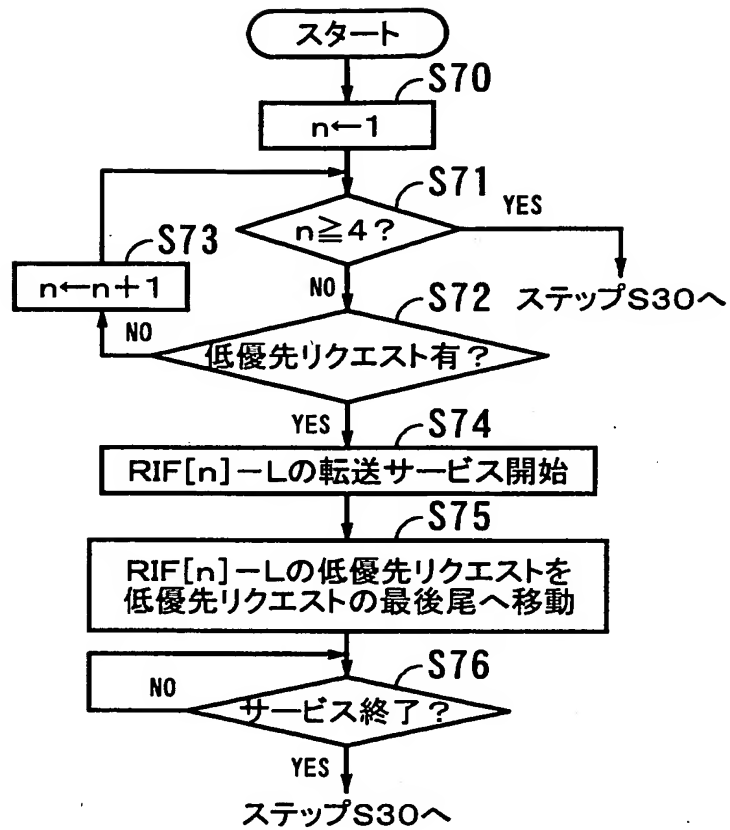 スタート
S70
n←1
S71
n≧4?
YES
S73
n←n+1
NO
ステップS30へ
S72
NO
低優先リクエスト有?
YES
S74
RIF[n]-Lの転送サービス開始
S75
RIF[n]-Lの低優先リクエストを
低優先リクエストの最後尾へ移動
S76
NO
サービス終了?
YES
ステップS30へ